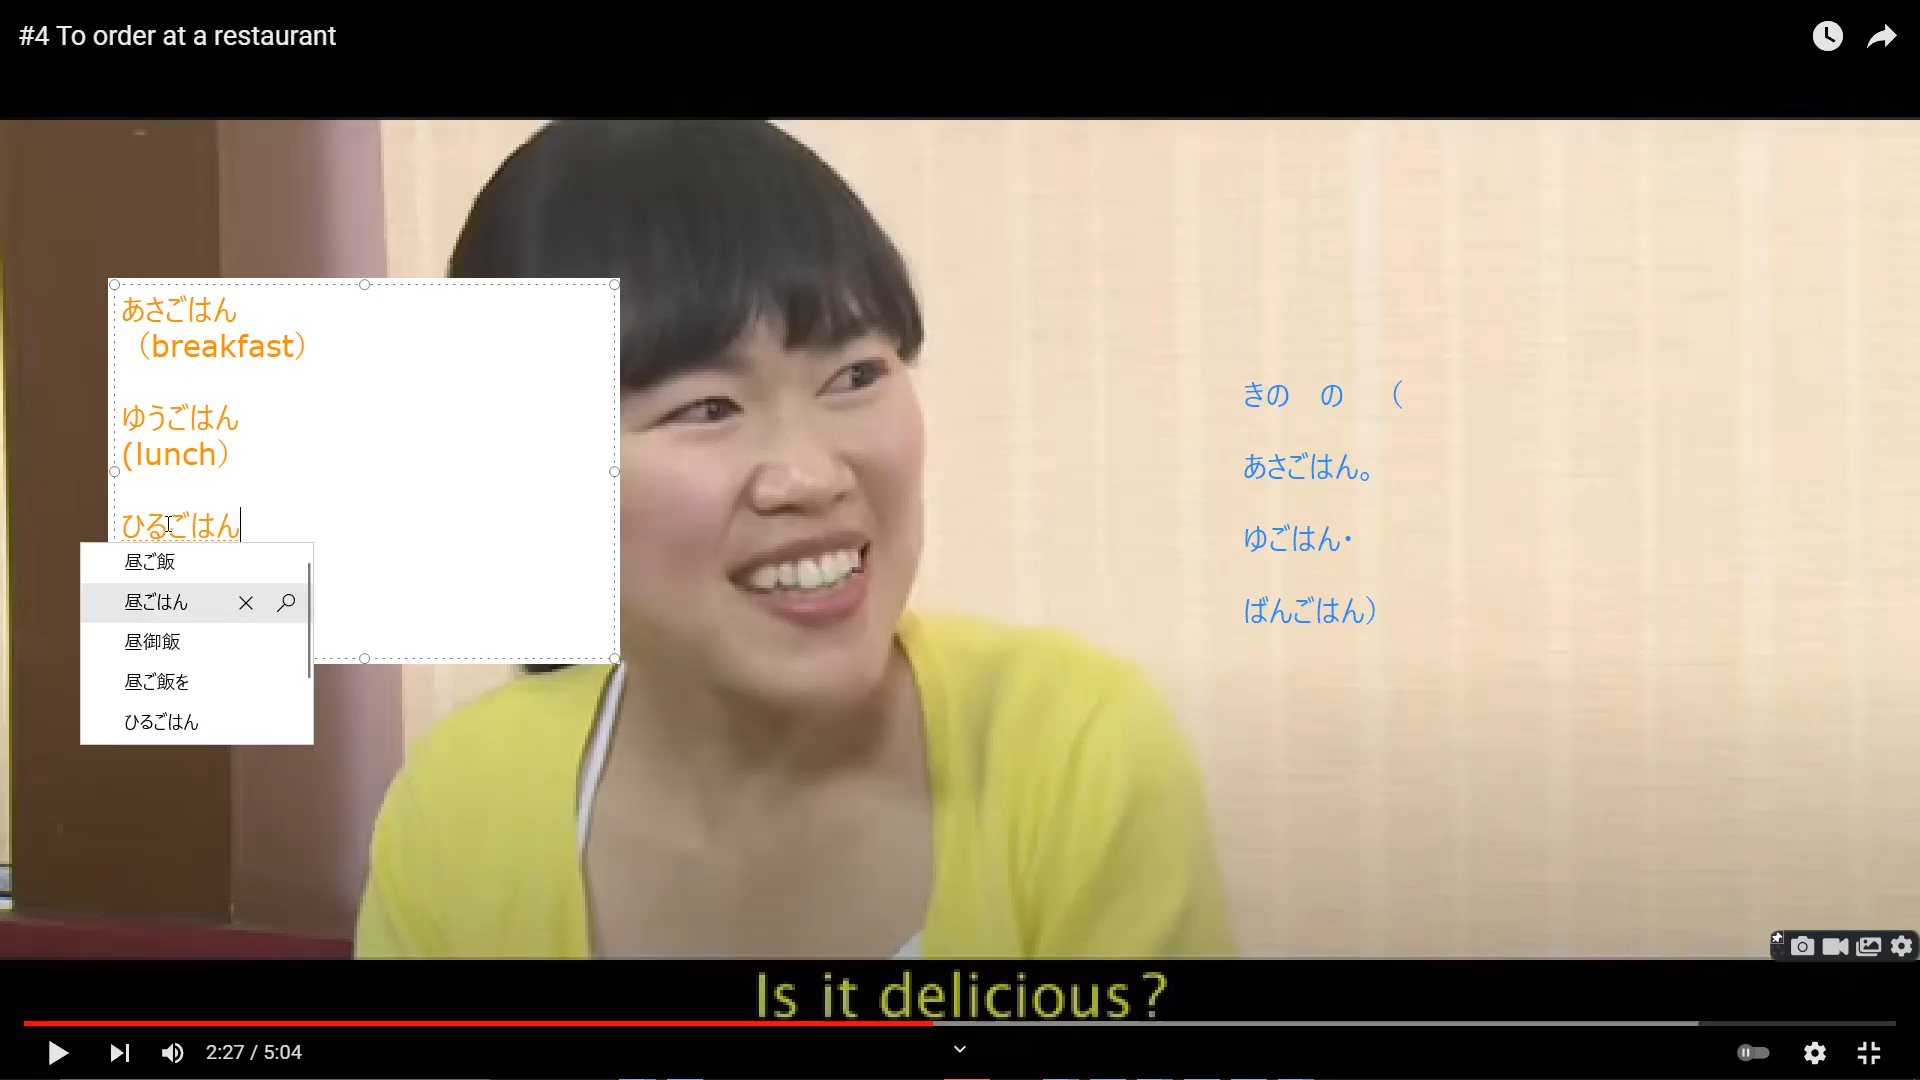 #4 To order at a restaurant
あさごはん
（breakfast）
ゆうごはん
(lunch）
ひるごはん
昼ご飯
昼ごはん
昼御飯
昼ご飯を
ひるごはん
きの　の　（
あさごはん。
ゆごはん・
ばんごはん）
Is it delicious?
2:27 / 5:04